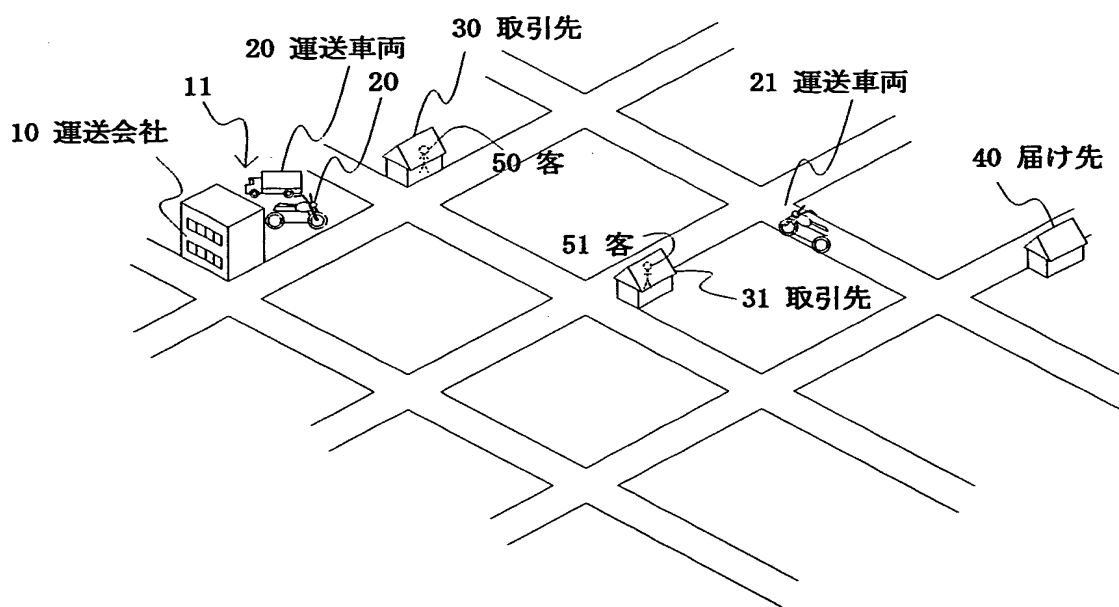 30 取引先
20 運送車両
20
11
21 運送車両
10 運送会社
50 客
40 届け先
51 客
31 取引先